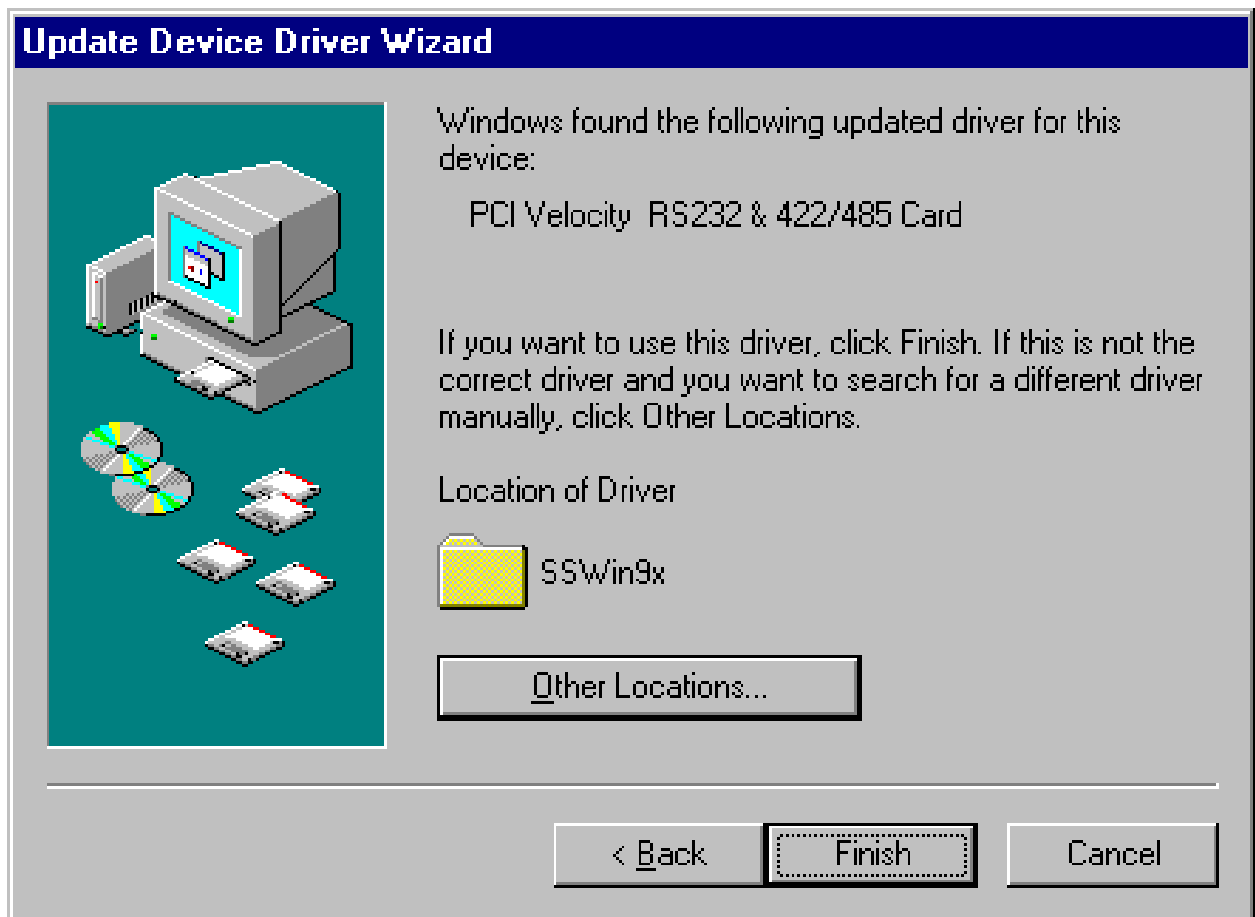 Update Device Driver Wizard
Windows found the following updated driver for this
device:
PCI Velocity  RS232 & 422/485 Card
If you want to use this driver, click Finish. If this is not the
correct driver and you want to search for a different driver
manually, click Other Locations.
Location of Driver
SSWin9x
Other Locations...
< Back
Finish
Cancel